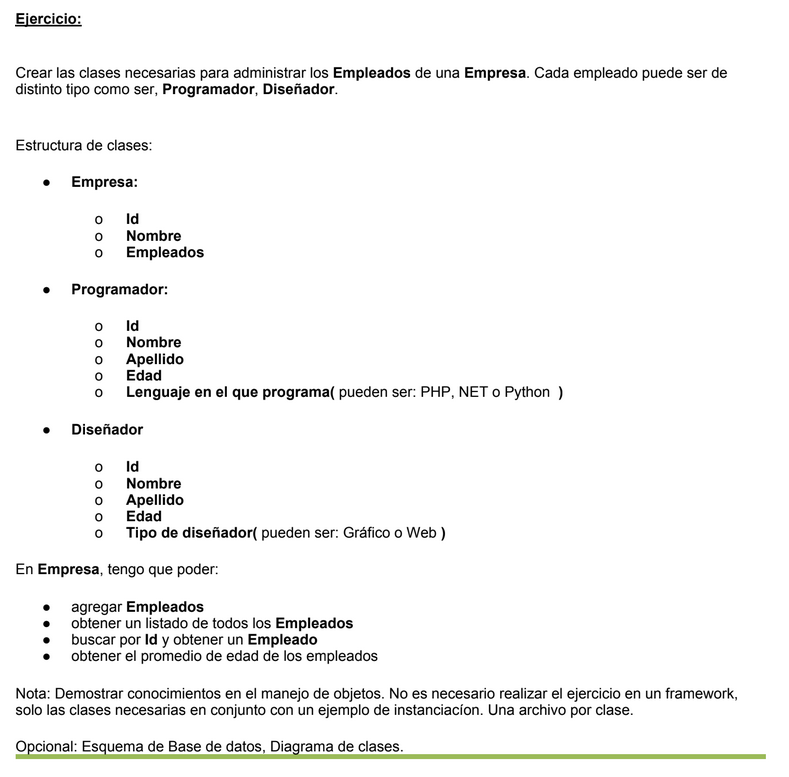 Ejercicio:
Crear las clases necesarias para administrar los Empleados de una Empresa. Cada empleado puede ser de
distinto tipo como ser, Programador, Diseñador.
Estructura de clases:
● Empresa:
o Id
o Nombre
o Empleados
● Programador:
o Id
o Nombre
o Apellido
o Edad
o Lenguaje en el que programa( pueden ser: PHP, NET o Python )
● Diseñador
o Id
o Nombre
o Apellido
o Edad
o Tipo de diseñador( pueden ser: Gráfico o Web )
En Empresa, tengo que poder:
● agregar Empleados
● obtener un listado de todos los Empleados
● buscar por Id y obtener un Empleado
● obtener el promedio de edad de los empleados
Nota: Demostrar conocimientos en el manejo de objetos. No es necesario realizar el ejercicio en un framework,
solo las clases necesarias en conjunto con un ejemplo de instanciacíon. Una archivo por clase.
Opcional: Esquema de Base de datos, Diagrama de clases.